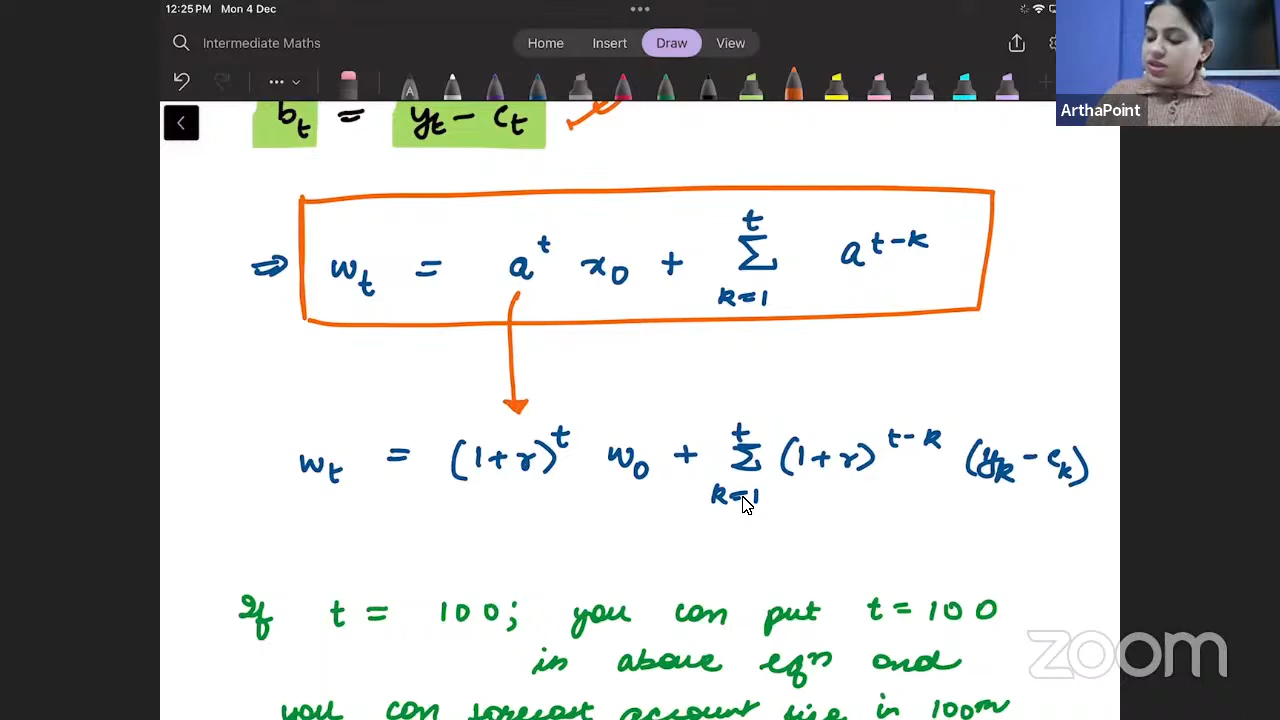 12:25 PM Mon 4 Dec
Intermediate Maths Home Insert Draw View
A
ArthaPoint
b_t = y_t - c_t
⇒ w_t = a^t x_0 + Σ_{k=1}^{t} a^{t-k}
w_t = (1+r)^t w_0 + Σ_{k=1}^{t} (1+r)^{t-k} (y_k - c_k)
If t = 100; you can put t = 100
in above eqn and
you can forecast account size in 100th
zoom